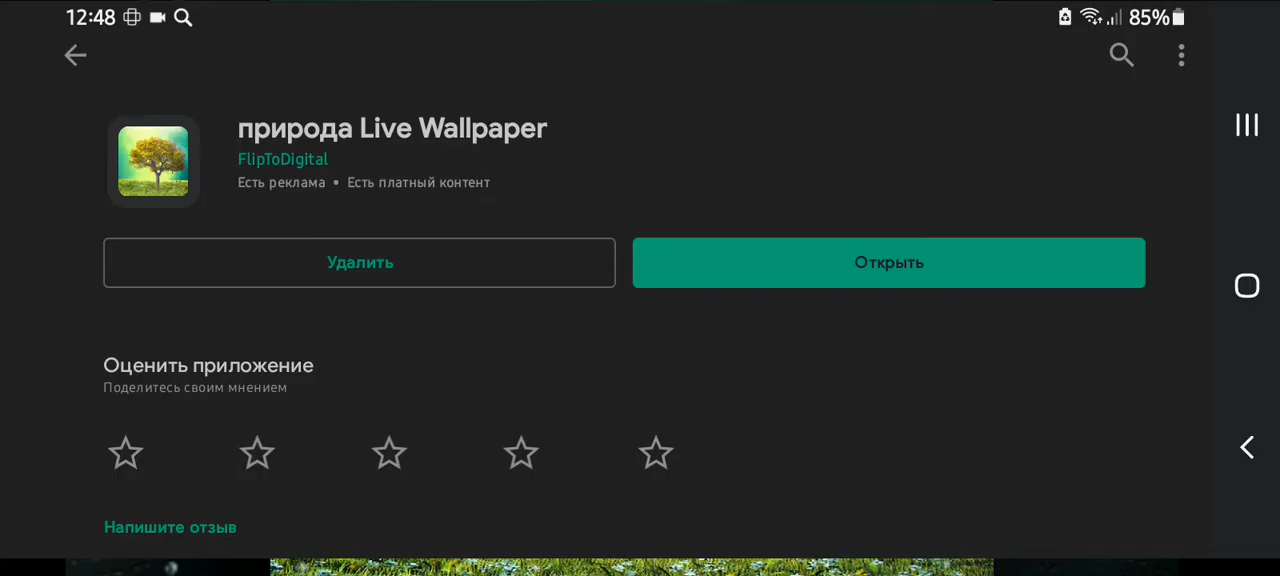 12:48
85%
природа Live Wallpaper
FlipToDigital
Есть реклама • Есть платный контент
Удалить
Открыть
Оценить приложение
Поделитесь своим мнением
Напишите отзыв